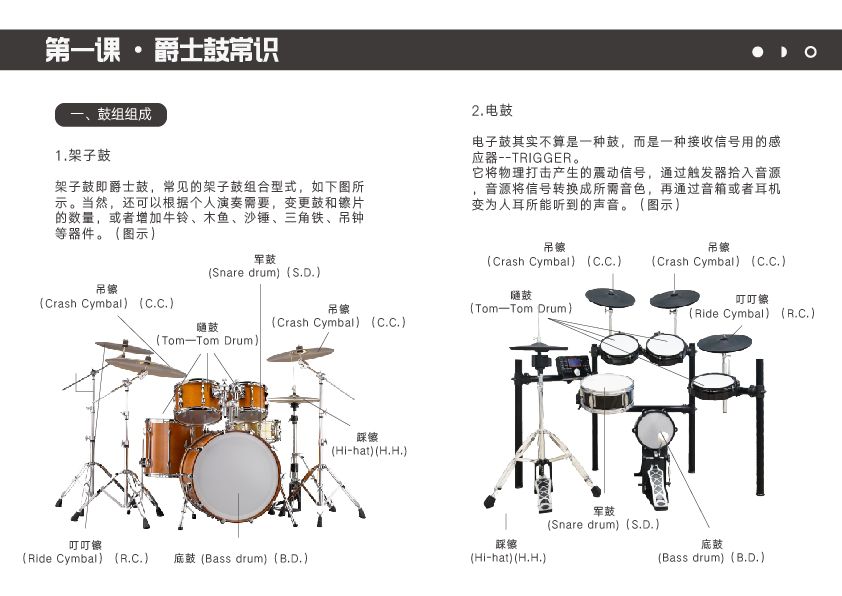 第一课·爵士鼓常识
一、鼓组组成
1.架子鼓
架子鼓即爵士鼓，常见的架子鼓组合型式，如下图所
示。当然，还可以根据个人演奏需要，变更鼓和镲片
的数量，或者增加牛铃、木鱼、沙锤、三角铁、吊钟
等器件。（图示）
军鼓
(Snare drum)（S.D.）
吊镲
（Crash Cymbal）（C.C.）
吊镲
（Crash Cymbal）（C.C.）
嗵鼓
（Tom—Tom Drum）
踩镲
(Hi-hat)(H.H.)
叮叮镲
（Ride Cymbal）（R.C.）
底鼓 (Bass drum)（B.D.）
2.电鼓
电子鼓其实不算是一种鼓，而是一种接收信号用的感
应器--TRIGGER。
它将物理打击产生的震动信号，通过触发器拾入音源
，音源将信号转换成所需音色，再通过音箱或者耳机
变为人耳所能听到的声音。（图示）
吊镲
（Crash Cymbal）（C.C.）
吊镲
（Crash Cymbal）（C.C.）
嗵鼓
（Tom—Tom Drum）
叮叮镲
（Ride Cymbal）（R.C.）
军鼓
(Snare drum)（S.D.）
踩镲
(Hi-hat)(H.H.)
底鼓
(Bass drum)（B.D.）